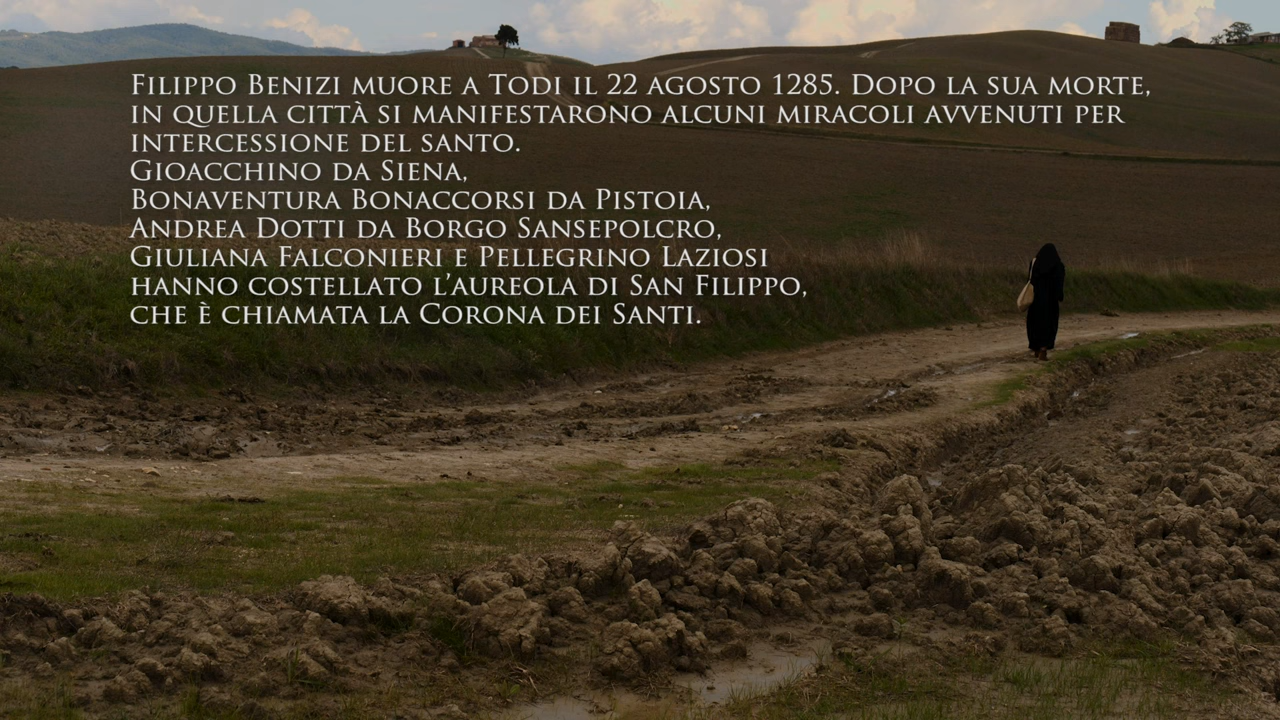 Filippo Benizi muore a Todi il 22 agosto 1285. Dopo la sua morte,
in quella città si manifestarono alcuni miracoli avvenuti per
intercessione del santo.
Gioacchino da Siena,
Bonaventura Bonaccorsi da Pistoia,
Andrea Dotti da Borgo Sansepolcro,
Giuliana Falconieri e Pellegrino Laziosi
hanno costellato l'aureola di San Filippo,
che è chiamata la Corona dei Santi.